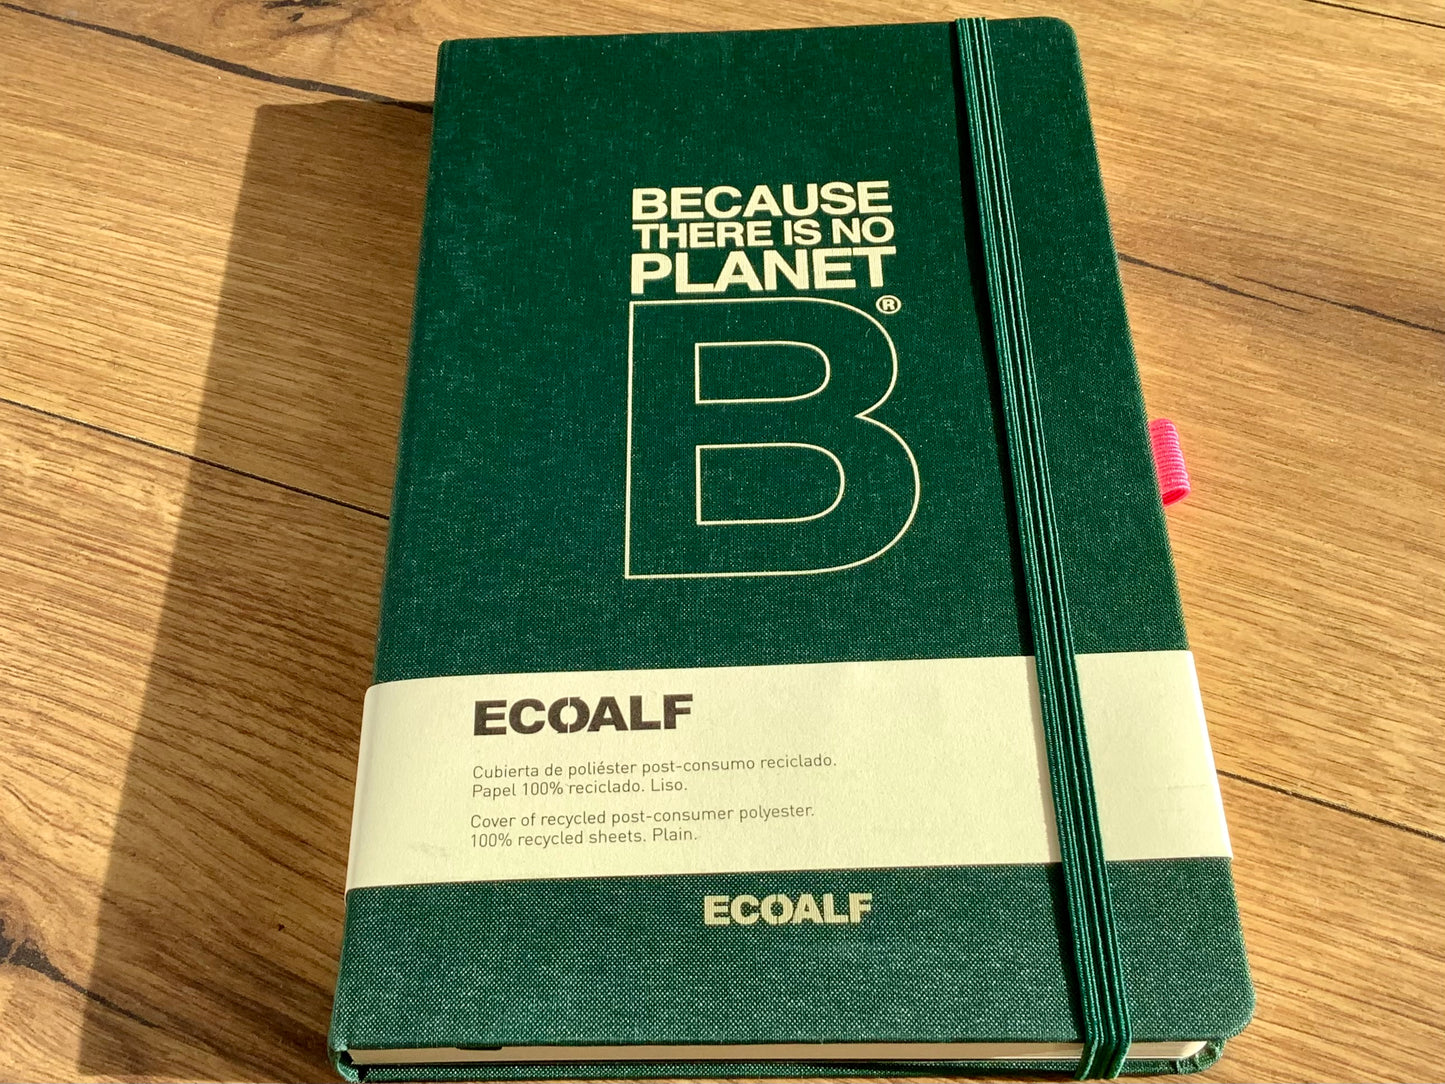 BECAUSE
THERE IS NO
PLANET
B®
ECOALF
Cubierta de poliéster post-consumo reciclado.
Papel 100% reciclado. Liso.
Cover of recycled post-consumer polyester.
100% recycled sheets. Plain.
ECOALF